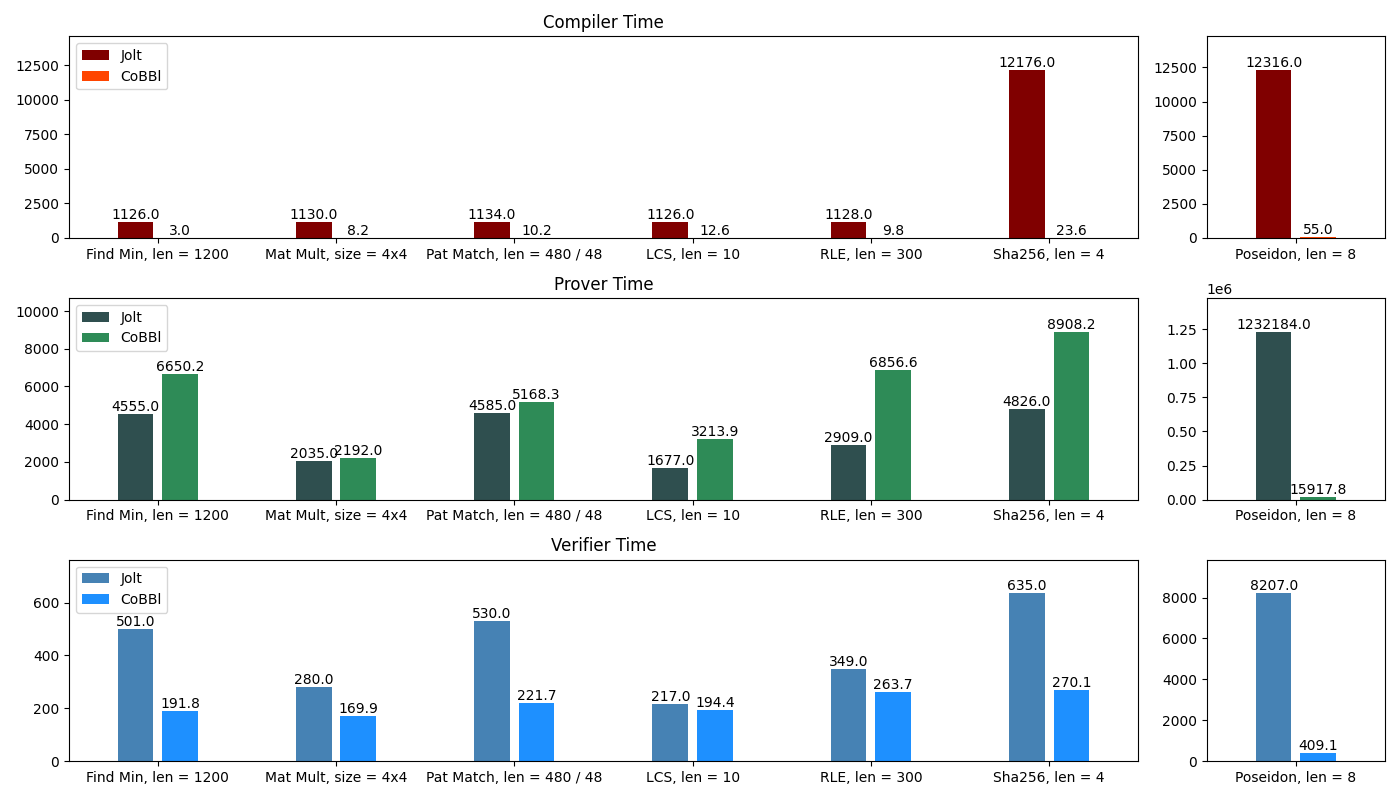 Compiler Time
Jolt
CoBBl
12500
10000
7500
5000
2500
0
1126.0 3.0 1130.0 8.2 1134.0 10.2 1126.0 12.6 1128.0 9.8 12176.0 23.6
Find Min, len = 1200 Mat Mult, size = 4x4 Pat Match, len = 480 / 48 LCS, len = 10 RLE, len = 300 Sha256, len = 4
12500
10000
7500
5000
2500
0
12316.0 55.0
Poseidon, len = 8
Prover Time
Jolt
CoBBl
10000
8000
6000
4000
2000
0
4555.0 6650.2 2035.0 2192.0 4585.0 5168.3 1677.0 3213.9 2909.0 6856.6 4826.0 8908.2
Find Min, len = 1200 Mat Mult, size = 4x4 Pat Match, len = 480 / 48 LCS, len = 10 RLE, len = 300 Sha256, len = 4
1e6
1.25
1.00
0.75
0.50
0.25
0.00
1232184.0 15917.8
Poseidon, len = 8
Verifier Time
Jolt
CoBBl
600
400
200
0
501.0 191.8 280.0 169.9 530.0 221.7 217.0 194.4 349.0 263.7 635.0 270.1
Find Min, len = 1200 Mat Mult, size = 4x4 Pat Match, len = 480 / 48 LCS, len = 10 RLE, len = 300 Sha256, len = 4
8000
6000
4000
2000
0
8207.0 409.1
Poseidon, len = 8